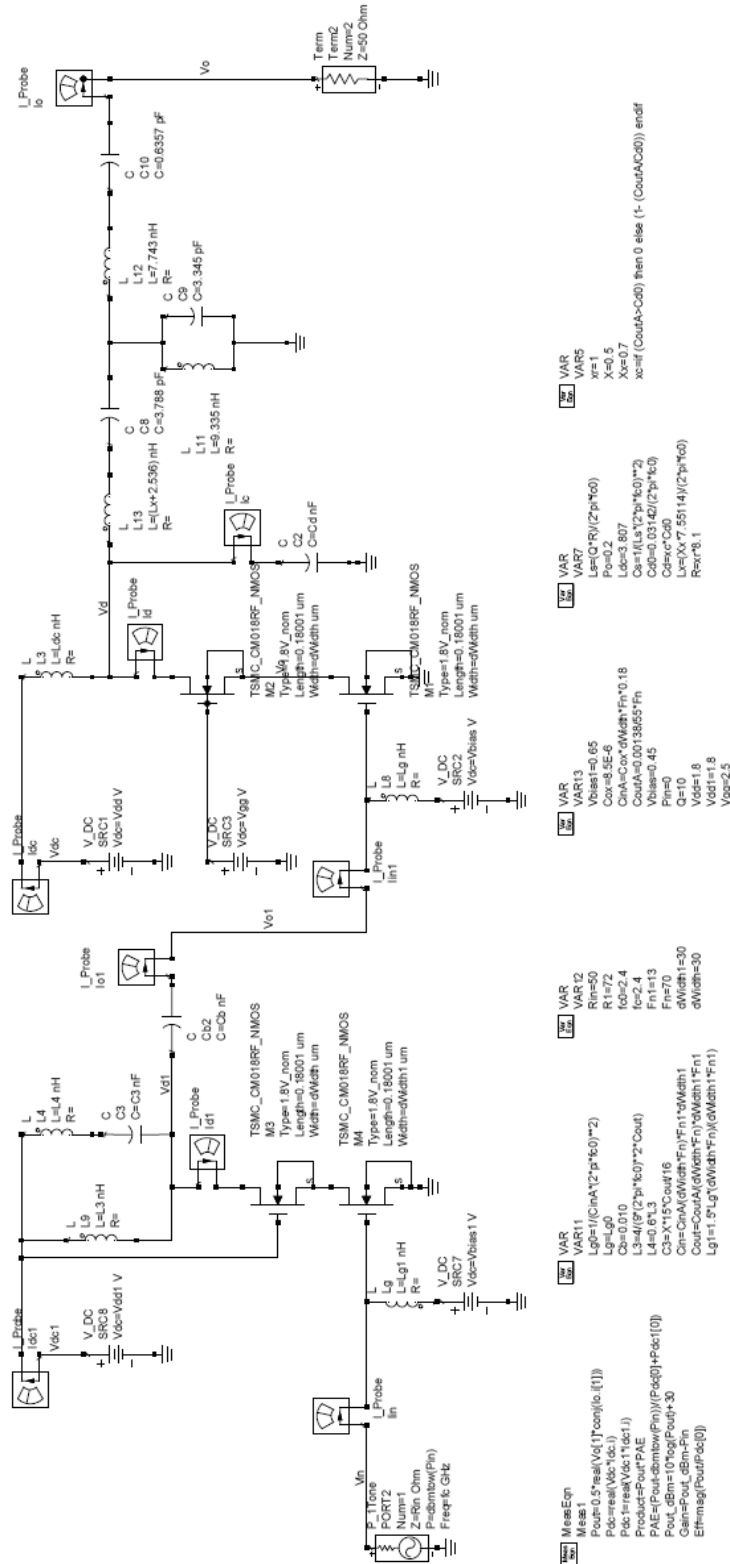 I_Probe
Io
Vo
Term
Term2
Num=2
Z=50 Ohm
C
C10
C=0.6357 pF
L
L12
L=7.743 nH
R=
C
C9
C=3.345 pF
C
C8
C=3.788 pF
L
L11
L=9.335 nH
R=
L
L13
L=(Lx+2.536) nH
R=
I_Probe
Ic
C
C2
C=Cd nF
Vd
I_Probe
Id
L
L3
L=Ldc nH
R=
TSMC_CM018RF_NMOS
M2
Type=1.8V_nom
Length=0.18001 um
Width=dWidth um
TSMC_CM018RF_NMOS
M1
Type=1.8V_nom
Length=0.18001 um
Width=dWidth um
s
s
I_Probe
Idc
Vdc
V_DC
SRC1
Vdc=Vdd V
V_DC
SRC3
Vdc=Vgg V
L
L8
L=Lg nH
R=
V_DC
SRC2
Vdc=Vbias V
I_Probe
Iin1
Vo1
I_Probe
Io1
C
Cb2
C=Cb nF
Vd1
L
L4
L=L4 nH
R=
C
C3
C=C3 nF
L
L9
L=L3 nH
R=
I_Probe
Id1
TSMC_CM018RF_NMOS
M3
Type=1.8V_nom
Length=0.18001 um
Width=dWidth um
TSMC_CM018RF_NMOS
M4
Type=1.8V_nom
Length=0.18001 um
Width=dWidth1 um
s
s
I_Probe
Idc1
Vdc1
V_DC
SRC8
Vdc=Vdd1 V
L
Lg
L=Lg1 nH
R=
V_DC
SRC7
Vdc=Vbias1 V
I_Probe
Iin
Vin
P_1Tone
PORT2
Num=1
Z=Rin Ohm
P=dbmtow(Pin)
Freq=fc GHz
MeasEqn
Meas1
Pout=0.5*real(Vo[1]*conj(Io.i[1]))
Pdc=real(Vdc*Idc.i)
Pdc1=real(Vdc1*Idc1.i)
Product=Pout*PAE
PAE=(Pout-dbmtow(Pin))/(Pdc[0]+Pdc1[0])
Pout_dBm=10*log(Pout)+30
Gain=Pout_dBm-Pin
Eff=mag(Pout/Pdc[0])
VAR
VAR11
Lg0=1/(CinA*(2*pi*fc0)**2)
Lg=Lg0
Cb=0.010
L3=4/(9*(2*pi*fc0)**2*Cout)
L4=0.6*L3
C3=X*15*Cout/16
Cin=CinA/(dWidth*Fn)*Fn1*dWidth1
Cout=CoutA/(dWidth*Fn)*dWidth1*Fn1
Lg1=1.5*Lg*(dWidth*Fn)/(dWidth1*Fn1)
VAR
VAR12
Rin=50
R1=72
fc0=2.4
fc=2.4
Fn1=13
Fn=70
dWidth1=30
dWidth=30
VAR
VAR13
Vbias1=0.65
Cox=8.5E-6
CinA=Cox*dWidth*Fn*0.18
CoutA=0.00138/55*Fn
Vbias=0.45
Pin=0
Q=10
Vdd=1.8
Vdd1=1.8
Vgg=2.5
VAR
VAR7
Ls=(Q*R)/(2*pi*fc0)
Po=0.2
Ldc=3.807
Cs=1/(Ls*(2*pi*fc0)**2)
Cd0=0.03142/(2*pi*fc0)
Cd=xc*Cd0
Lx=(Xx*7.55114)/(2*pi*fc0)
R=xr*8.1
VAR
VAR5
xr=1
X=0.5
Xx=0.7
xc=if (CoutA>Cd0) then 0 else (1- (CoutA/Cd0)) endif